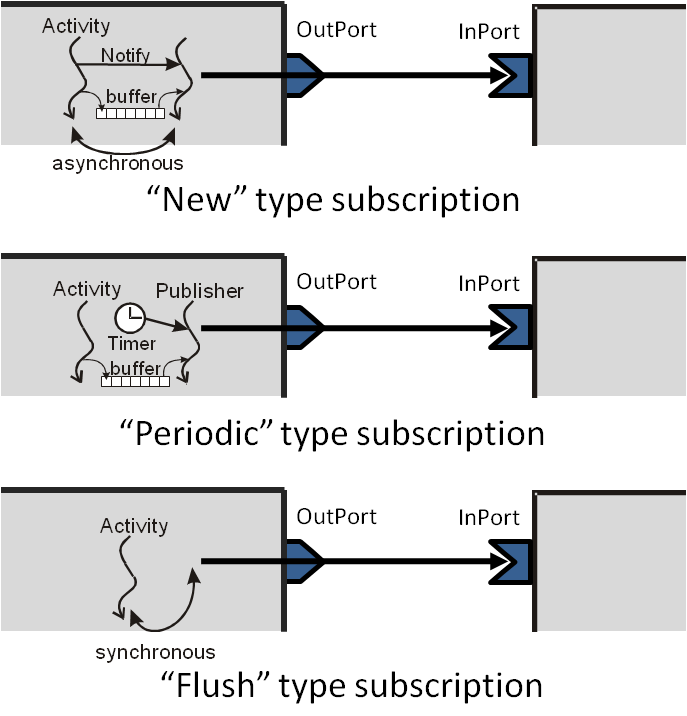 Activity
OutPort
InPort
Notify
buffer
asynchronous
“New” type subscription
Activity
Publisher
OutPort
InPort
Timer
buffer
“Periodic” type subscription
Activity
OutPort
InPort
synchronous
“Flush” type subscription